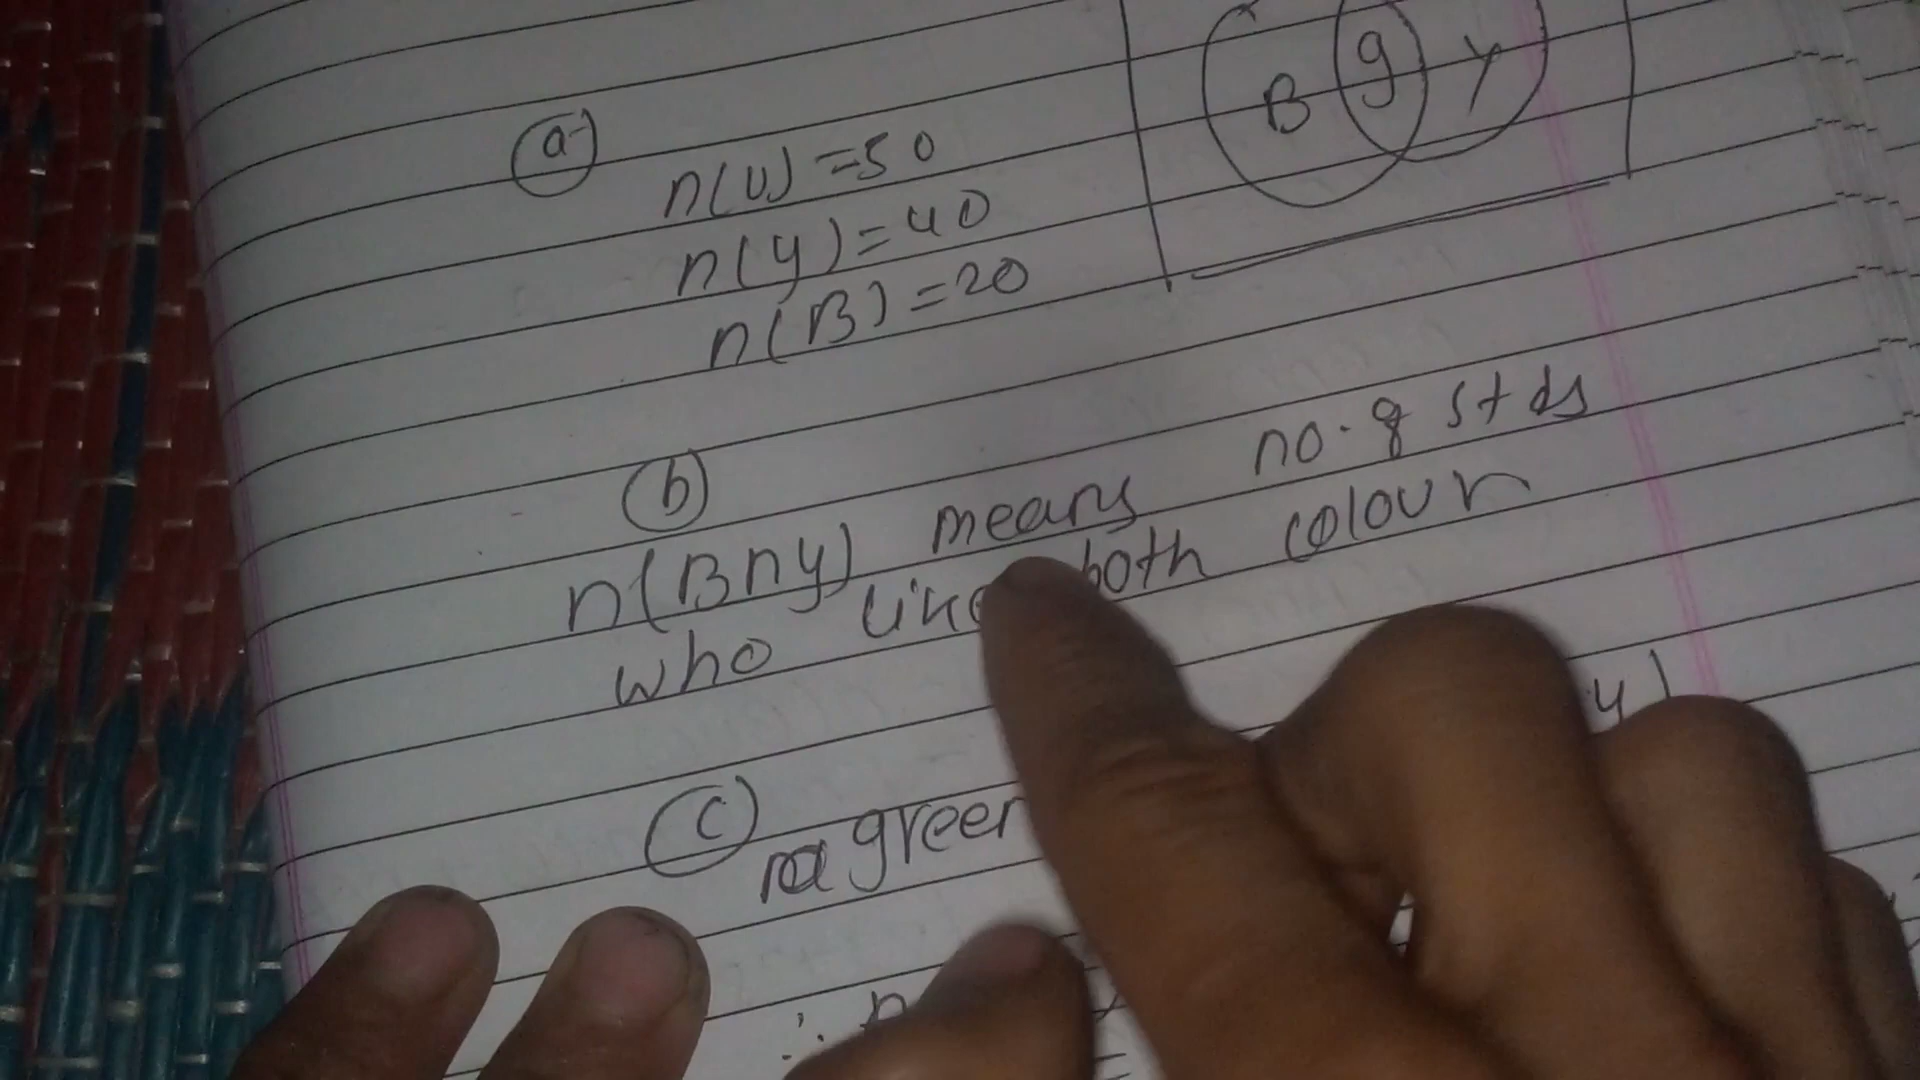 B g y
(a)
n(U) = 50
n(y) = 40
n(B) = 20
(b)
n(B∩y) means no. of stds
who like both colour
y)
(c)
green
∴ n